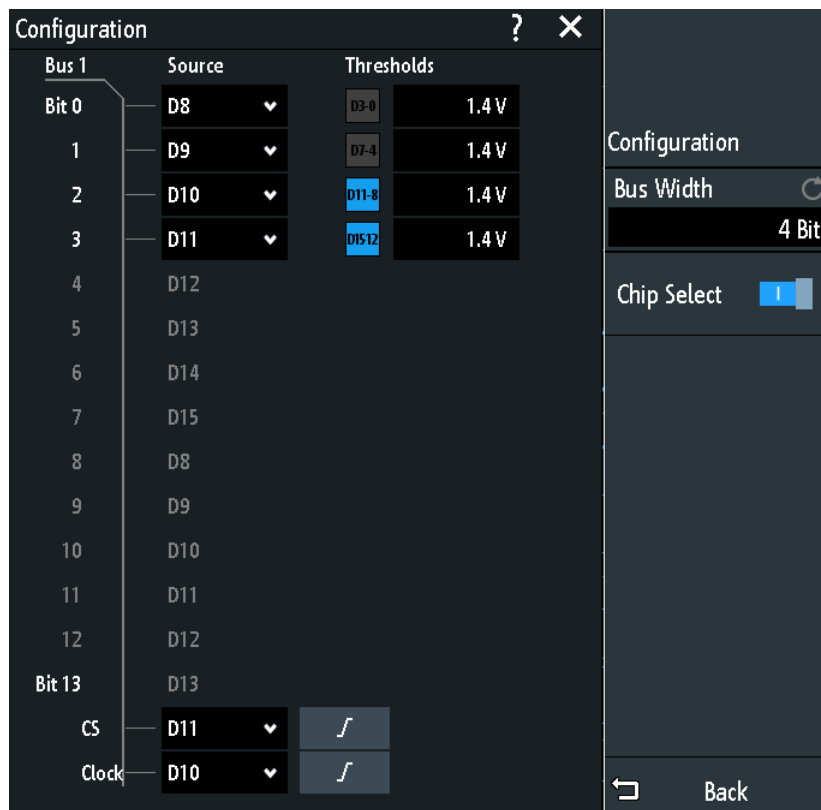 Configuration ? X
Bus 1 Source Thresholds
Bit 0 D8 D3-0 1.4 V
1 D9 D7-4 1.4 V
2 D10 D11-8 1.4 V
3 D11 D1512 1.4 V
4 D12
5 D13
6 D14
7 D15
8 D8
9 D9
10 D10
11 D11
12 D12
Bit 13 D13
CS D11
Clock D10
Configuration
Bus Width
4 Bit
Chip Select I
Back